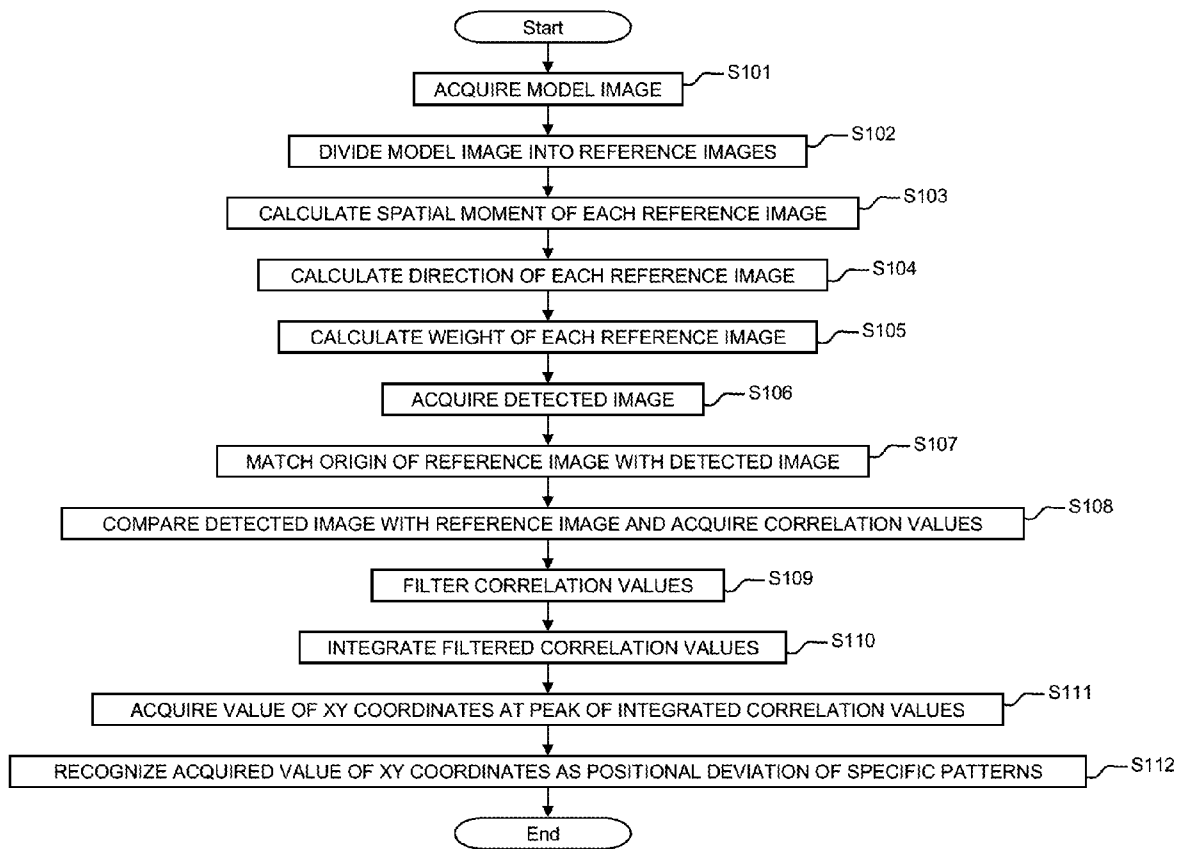 Start
ACQUIRE MODEL IMAGE
S101
DIVIDE MODEL IMAGE INTO REFERENCE IMAGES
S102
CALCULATE SPATIAL MOMENT OF EACH REFERENCE IMAGE
S103
CALCULATE DIRECTION OF EACH REFERENCE IMAGE
S104
CALCULATE WEIGHT OF EACH REFERENCE IMAGE
S105
ACQUIRE DETECTED IMAGE
S106
MATCH ORIGIN OF REFERENCE IMAGE WITH DETECTED IMAGE
S107
COMPARE DETECTED IMAGE WITH REFERENCE IMAGE AND ACQUIRE CORRELATION VALUES
S108
FILTER CORRELATION VALUES
S109
INTEGRATE FILTERED CORRELATION VALUES
S110
ACQUIRE VALUE OF XY COORDINATES AT PEAK OF INTEGRATED CORRELATION VALUES
S111
RECOGNIZE ACQUIRED VALUE OF XY COORDINATES AS POSITIONAL DEVIATION OF SPECIFIC PATTERNS
S112
End